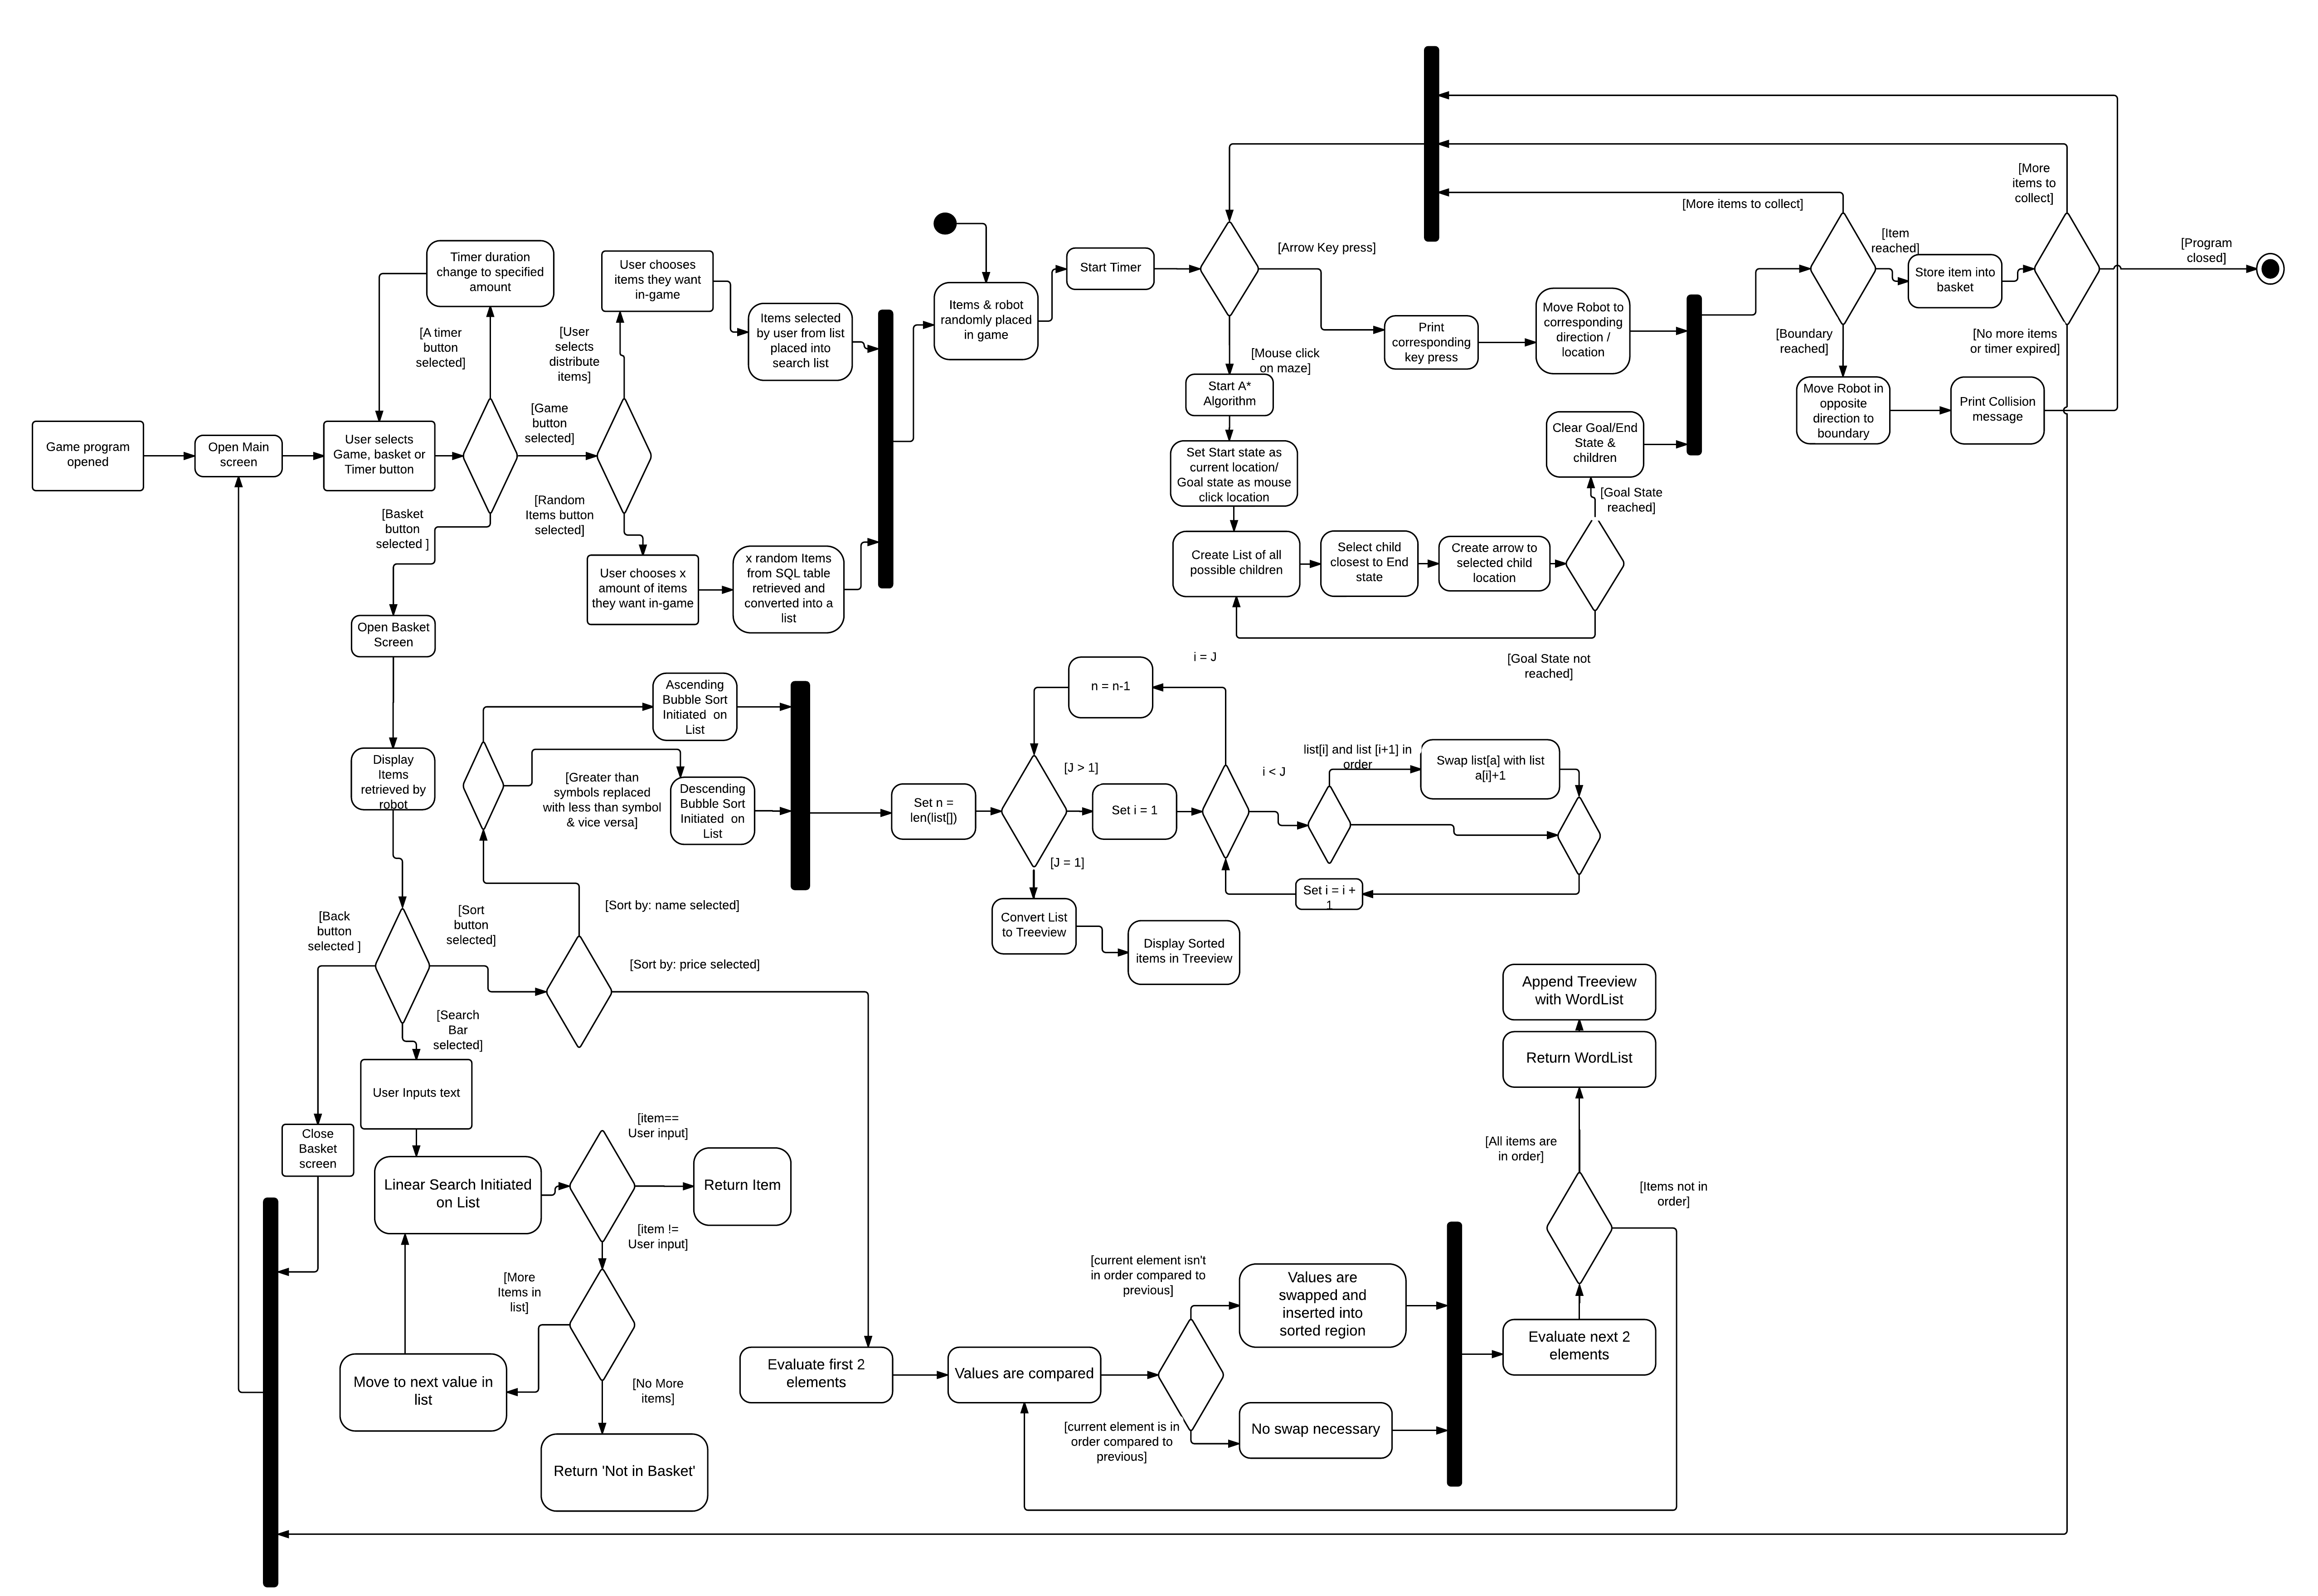 [More
items to
collect]
[More items to collect]
[Item
reached]
[Program
closed]
Timer duration
change to specified
amount
User chooses
items they want
in-game
[Arrow Key press]
Start Timer
Store item into
basket
Items & robot
randomly placed
in game
Items selected
by user from list
placed into
search list
[A timer
button
selected]
[User
selects
distribute
items]
Print
corresponding
key press
Move Robot to
corresponding
direction /
location
[Boundary
reached]
[No more items
or timer expired]
[Mouse click
on maze]
Start A*
Algorithm
Move Robot in
opposite
direction to
boundary
Print Collision
message
[Game
button
selected]
Game program
opened
Open Main
screen
User selects
Game, basket or
Timer button
Clear Goal/End
State &
children
Set Start state as
current location/
Goal state as mouse
click location
[Goal State
reached]
[Basket
button
selected ]
[Random
Items button
selected]
User chooses x
amount of items
they want in-game
x random Items
from SQL table
retrieved and
converted into a
list
Create List of all
possible children
Select child
closest to End
state
Create arrow to
selected child
location
[Goal State not
reached]
Open Basket
Screen
Ascending
Bubble Sort
Initiated  on
List
n = n-1
i = J
Display
Items
retrieved by
robot
[Greater than
symbols replaced
with less than symbol
& vice versa]
Descending
Bubble Sort
Initiated  on
List
Set n =
len(list[])
[J > 1]
Set i = 1
i < J
list[i] and list [i+1] in
order
Swap list[a] with list
a[i]+1
[J = 1]
Set i = i +
1
Convert List
to Treeview
Display Sorted
items in Treeview
[Back
button
selected ]
[Sort
button
selected]
[Sort by: name selected]
[Sort by: price selected]
[Search
Bar
selected]
Append Treeview
with WordList
Return WordList
User Inputs text
Close
Basket
screen
[item==
User input]
Linear Search Initiated
on List
Return Item
[item !=
User input]
[All items are
in order]
[Items not in
order]
[More
Items in
list]
[current element isn't
in order compared to
previous]
Values are
swapped and
inserted into
sorted region
Evaluate next 2
elements
Move to next value in
list
[No More
items]
Evaluate first 2
elements
Values are compared
[current element is in
order compared to
previous]
No swap necessary
Return 'Not in Basket'